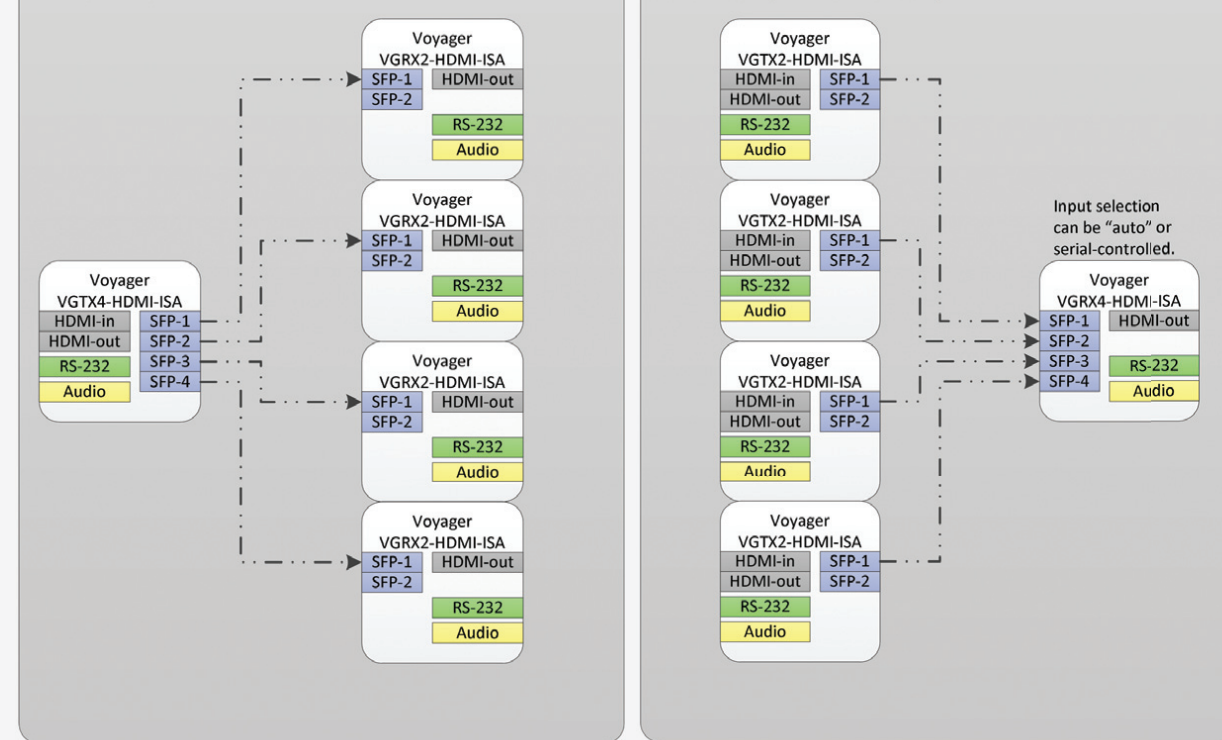 Voyager
VGTX4-HDMI-ISA
HDMI-in SFP-1
HDMI-out SFP-2
RS-232 SFP-3
Audio SFP-4
Voyager
VGRX2-HDMI-ISA
SFP-1 HDMI-out
SFP-2
RS-232
Audio
Voyager
VGRX2-HDMI-ISA
SFP-1 HDMI-out
SFP-2
RS-232
Audio
Voyager
VGRX2-HDMI-ISA
SFP-1 HDMI-out
SFP-2
RS-232
Audio
Voyager
VGRX2-HDMI-ISA
SFP-1 HDMI-out
SFP-2
RS-232
Audio
Voyager
VGTX2-HDMI-ISA
HDMI-in SFP-1
HDMI-out SFP-2
RS-232
Audio
Voyager
VGTX2-HDMI-ISA
HDMI-in SFP-1
HDMI-out SFP-2
RS-232
Audio
Voyager
VGTX2-HDMI-ISA
HDMI-in SFP-1
HDMI-out SFP-2
RS-232
Audio
Voyager
VGTX2-HDMI-ISA
HDMI-in SFP-1
HDMI-out SFP-2
RS-232
Audio
Input selection
can be “auto” or
serial-controlled.
Voyager
VGRX4-HDMI-ISA
SFP-1 HDMI-out
SFP-2
SFP-3 RS-232
SFP-4 Audio